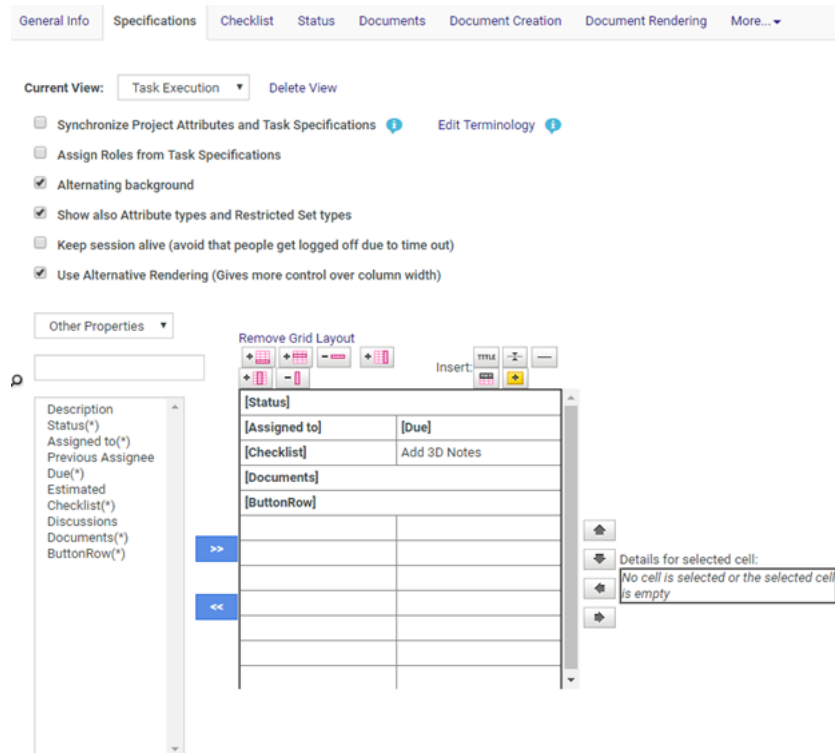 General Info Specifications Checklist Status Documents Document Creation Document Rendering More...
Current View: Task Execution Delete View
Synchronize Project Attributes and Task Specifications i Edit Terminology i
Assign Roles from Task Specifications
Alternating background
Show also Attribute types and Restricted Set types
Keep session alive (avoid that people get logged off due to time out)
Use Alternative Rendering (Gives more control over column width)
Other Properties
Remove Grid Layout
Insert: TITLE
Description
Status(*)
Assigned to(*)
Previous Assignee
Due(*)
Estimated
Checklist(*)
Discussions
Documents(*)
ButtonRow(*)
>>
<<
[Status]
[Assigned to] [Due]
[Checklist] Add 3D Notes
[Documents]
[ButtonRow]
Details for selected cell:
No cell is selected or the selected cell
is empty